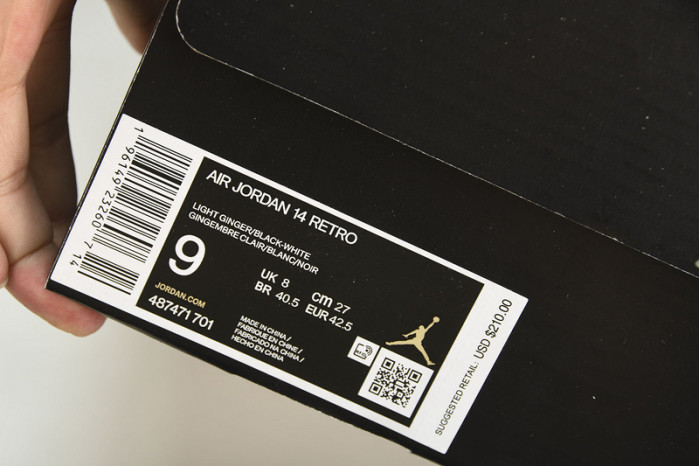 1 96149 23260 7 14
AIR JORDAN 14 RETRO
LIGHT GINGER/BLACK-WHITE
GINGEMBRE CLAIR/BLANC/NOIR
9
UK 8 cm 27
BR 40.5 EUR 42.5
JORDAN.COM
487471 701
MADE IN CHINA /
FABRIQUE EN CHINE /
FABRICADO NA CHINA /
HECHO EN CHINA
SUGGESTED RETAIL: USD $210.00